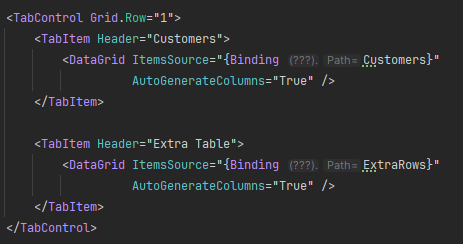 <TabControl Grid.Row="1">
<TabItem Header="Customers">
<DataGrid ItemsSource="{Binding (???). Path= Customers}"
AutoGenerateColumns="True" />
</TabItem>
<TabItem Header="Extra Table">
<DataGrid ItemsSource="{Binding (???). Path= ExtraRows}"
AutoGenerateColumns="True" />
</TabItem>
</TabControl>